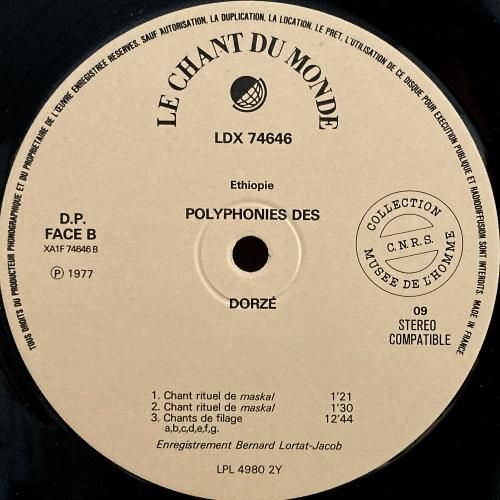 TOUS DROITS DU PRODUCTEUR PHONOGRAPHIQUE ET DU PROPRIETAIRE DE L'ŒUVRE ENREGISTREE RESERVES. SAUF AUTORISATION, LA DUPLICATION, LA LOCATION, LE PRET, L'UTILISATION DE CE DISQUE POUR EXECUTION PUBLIQUE ET RADIODIFFUSION SONT INTERDITS. MADE IN FRANCE.
LE CHANT DU MONDE
LDX 74646
Ethiopie
POLYPHONIES DES
DORZÉ
D.P.
FACE B
XA1F 74646 B
Ⓟ 1977
COLLECTION
C.N.R.S.
MUSEE DE L'HOMME
09
STEREO
COMPATIBLE
1. Chant rituel de maskal 1'21
2. Chant rituel de maskal 1'30
3. Chants de filage 12'44
a,b,c,d,e,f,g.
Enregistrement Bernard Lortat-Jacob
LPL 4980 2Y